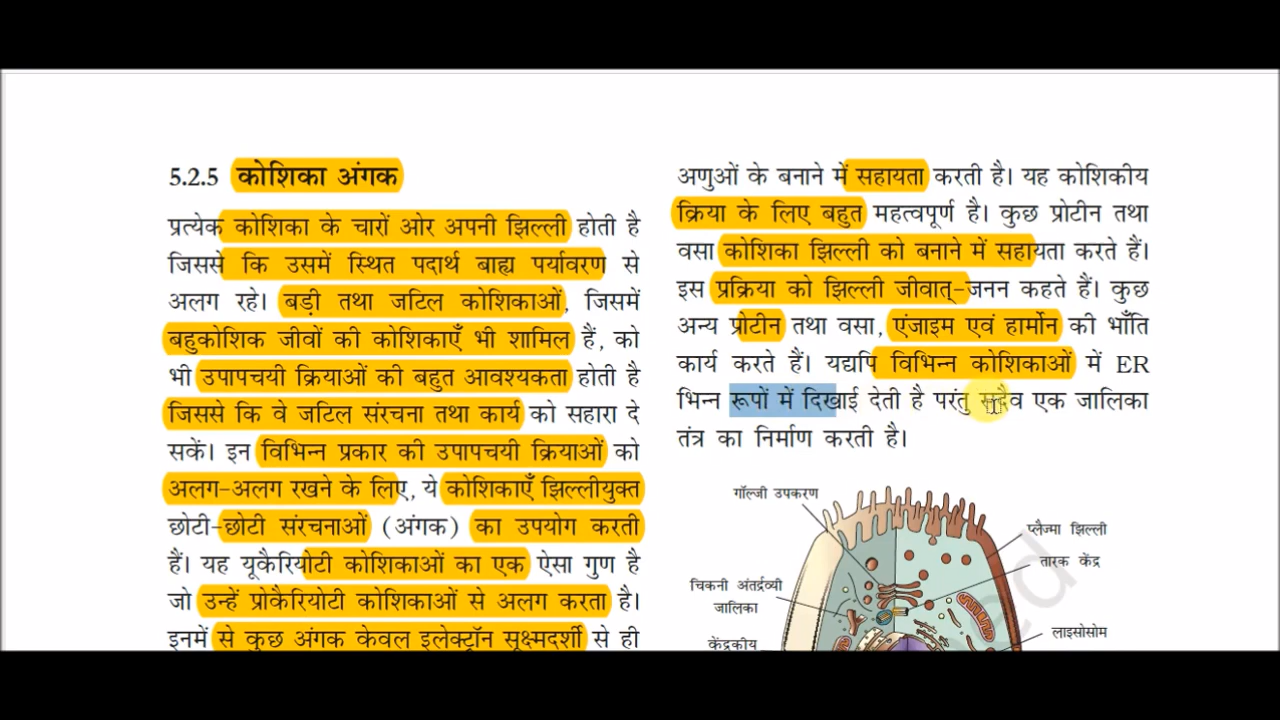 5.2.5 कोशिका अंगक
प्रत्येक कोशिका के चारों ओर अपनी झिल्ली होती है
जिससे कि उसमें स्थित पदार्थ बाह्य पर्यावरण से
अलग रहे। बड़ी तथा जटिल कोशिकाओं, जिसमें
बहुकोशिक जीवों की कोशिकाएँ भी शामिल हैं, को
भी उपापचयी क्रियाओं की बहुत आवश्यकता होती है
जिससे कि वे जटिल संरचना तथा कार्य को सहारा दे
सकें। इन विभिन्न प्रकार की उपापचयी क्रियाओं को
अलग-अलग रखने के लिए, ये कोशिकाएँ झिल्लीयुक्त
छोटी-छोटी संरचनाओं (अंगक) का उपयोग करती
हैं। यह यूकैरियोटी कोशिकाओं का एक ऐसा गुण है
जो उन्हें प्रोकैरियोटी कोशिकाओं से अलग करता है।
इनमें से कुछ अंगक केवल इलेक्ट्रॉन सूक्ष्मदर्शी से ही
अणुओं के बनाने में सहायता करती है। यह कोशिकीय
क्रिया के लिए बहुत महत्वपूर्ण है। कुछ प्रोटीन तथा
वसा कोशिका झिल्ली को बनाने में सहायता करते हैं।
इस प्रक्रिया को झिल्ली जीवात्-जनन कहते हैं। कुछ
अन्य प्रोटीन तथा वसा, एंजाइम एवं हार्मोन की भाँति
कार्य करते हैं। यद्यपि विभिन्न कोशिकाओं में ER
भिन्न रूपों में दिखाई देती है परंतु सदैव एक जालिका
तंत्र का निर्माण करती है।
गॉल्जी उपकरण
प्लैज्मा झिल्ली
तारक केंद्र
चिकनी अंतर्द्रव्यी
जालिका
लाइसोसोम
केंद्रकीय